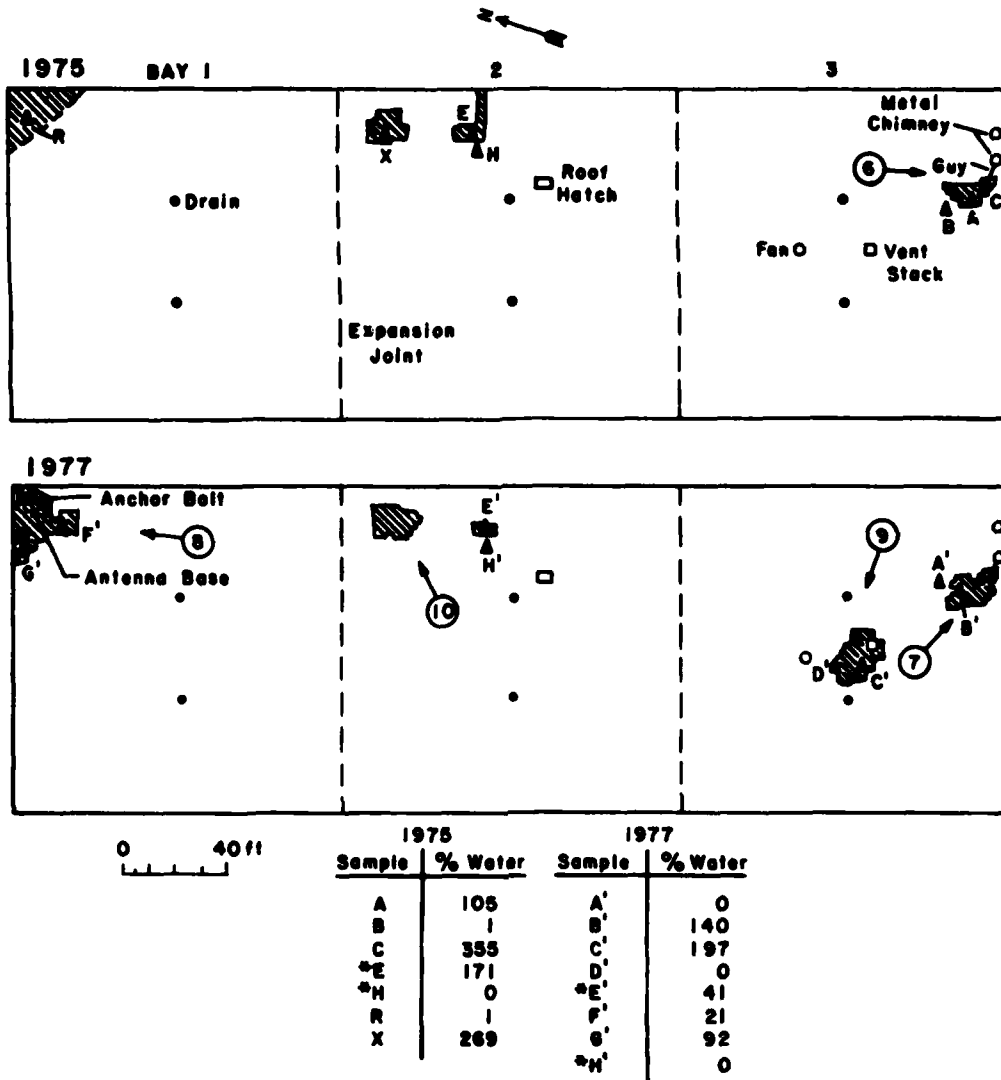 N
1975 BAY 1 2 3
Metal
Chimney
R
E
X
H
Roof
Hatch
6
Guy
C
B A
Drain
Fan
Vent
Stack
Expansion
Joint
1977
Anchor Bolt
F'
8
G'
Antenna Base
E'
H'
10
9
A'
B'
7
D'
C'
0 40 ft
1975 1977
Sample % Water Sample % Water
A 105 A' 0
B 1 B' 140
C 355 C' 197
*E 171 D' 0
*H 0 *E' 41
R 1 F' 21
X 269 G' 92
*H' 0